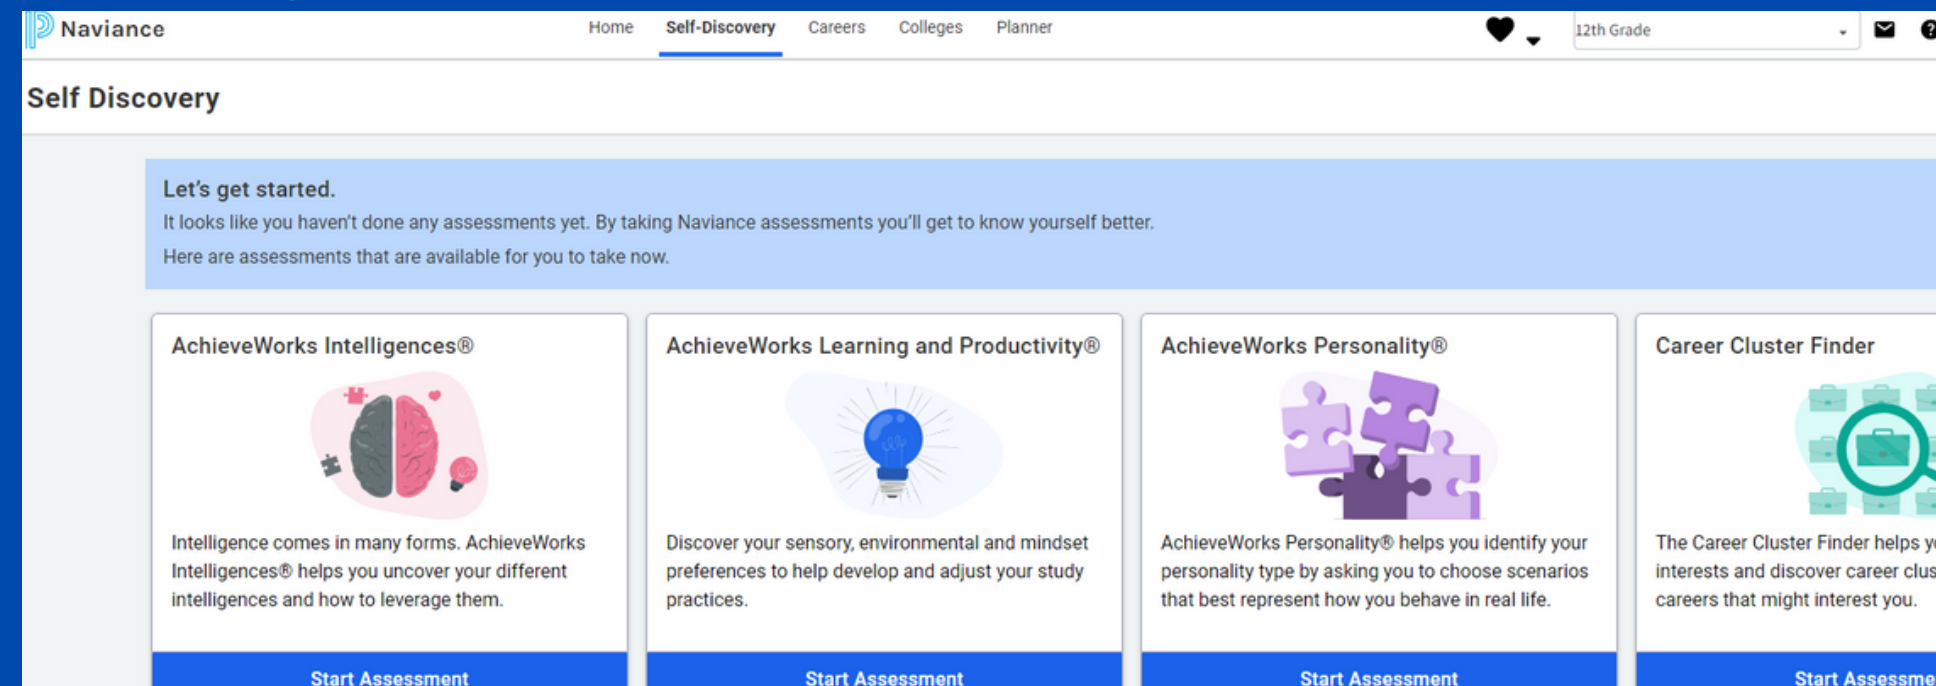 Naviance
Home Self-Discovery Careers Colleges Planner
12th Grade
Self Discovery
Let's get started.
It looks like you haven't done any assessments yet. By taking Naviance assessments you'll get to know yourself better.
Here are assessments that are available for you to take now.
AchieveWorks Intelligences®
Intelligence comes in many forms. AchieveWorks
Intelligences® helps you uncover your different
intelligences and how to leverage them.
Start Assessment
AchieveWorks Learning and Productivity®
Discover your sensory, environmental and mindset
preferences to help develop and adjust your study
practices.
Start Assessment
AchieveWorks Personality®
AchieveWorks Personality® helps you identify your
personality type by asking you to choose scenarios
that best represent how you behave in real life.
Start Assessment
Career Cluster Finder
The Career Cluster Finder helps
interests and discover career
careers that might interest you.
Start